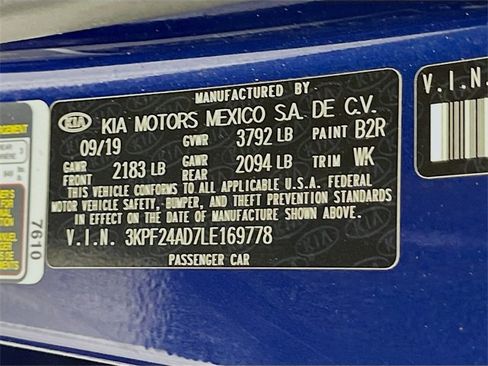 MANUFACTURED BY
KIA KIA MOTORS MEXICO S.A. DE C.V.
09/19 GVWR 3792 LB PAINT B2R
GAWR FRONT 2183 LB GAWR REAR 2094 LB TRIM WK
THIS VEHICLE CONFORMS TO ALL APPLICABLE U.S.A. FEDERAL
MOTOR VEHICLE SAFETY, BUMPER, AND THEFT PREVENTION STANDARDS
IN EFFECT ON THE DATE OF MANUFACTURE SHOWN ABOVE.
V.I.N. 3KPF24AD7LE169778
PASSENGER CAR
7610
V.I.N.